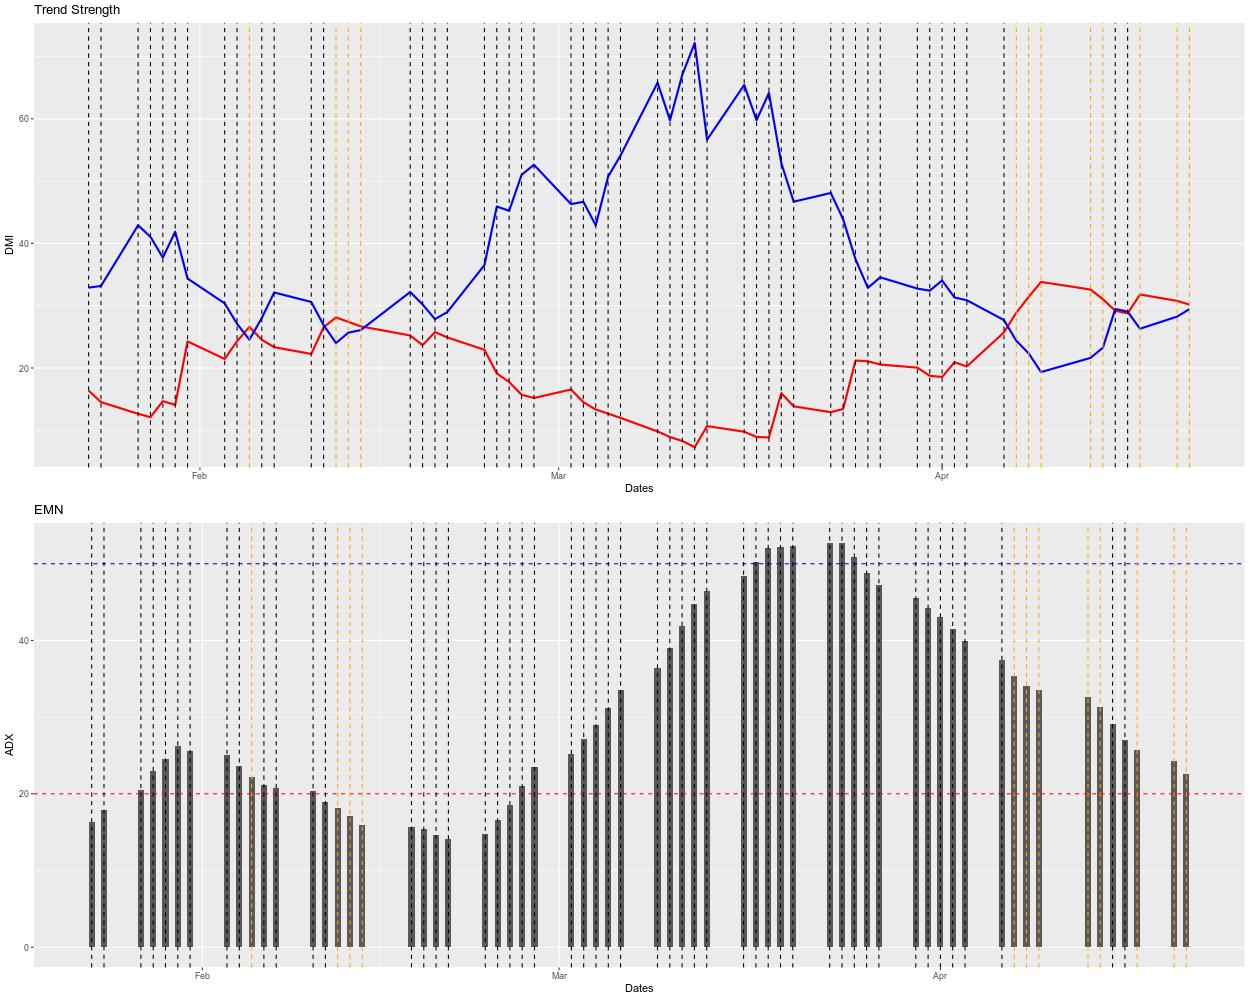 Trend Strength
60
40
20
DMI
Feb
Mar
Apr
Dates
EMN
40
20
0
ADX
Feb
Mar
Apr
Dates